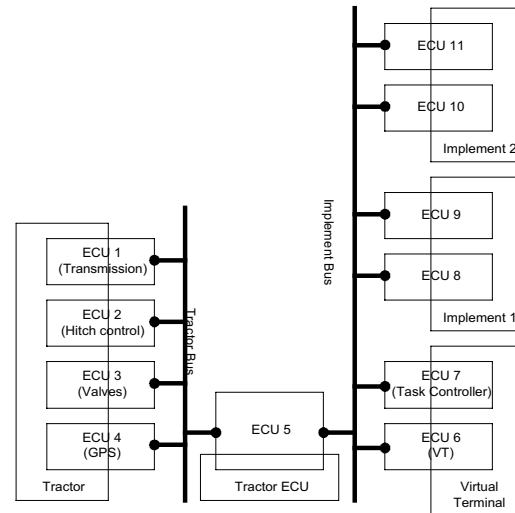 ECU 11
ECU 10
Implement 2
Implement Bus
ECU 9
ECU 8
Implement 1
ECU 1
(Transmission)
ECU 2
(Hitch control)
Tractor Bus
ECU 3
(Valves)
ECU 4
(GPS)
Tractor
ECU 5
Tractor ECU
ECU 7
(Task Controller)
ECU 6
(VT)
Virtual
Terminal